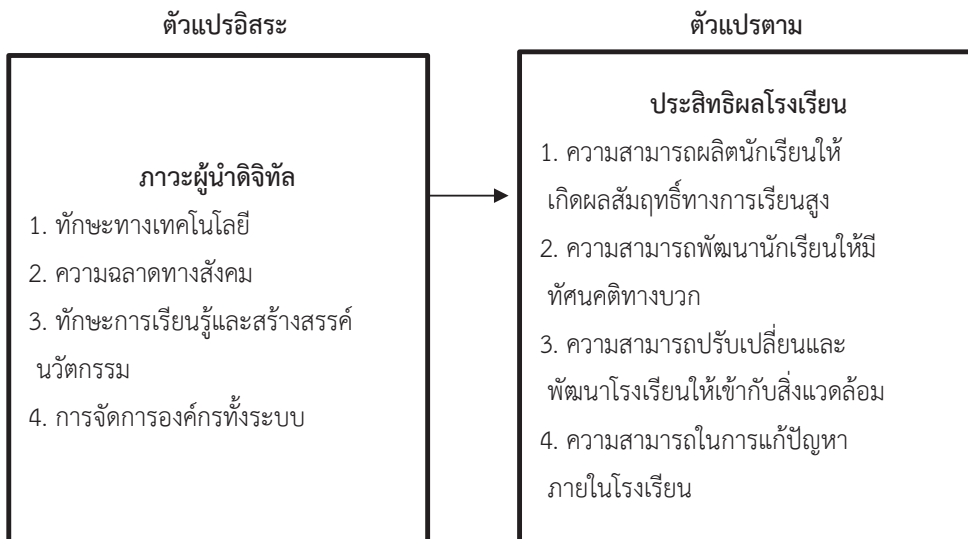 ตัวแปรอิสระ
ภาวะผู้นำดิจิทัล
1. ทักษะทางเทคโนโลยี
2. ความฉลาดทางสังคม
3. ทักษะการเรียนรู้และสร้างสรรค์
นวัตกรรม
4. การจัดการองค์กรทั้งระบบ
ตัวแปรตาม
ประสิทธิผลโรงเรียน
1. ความสามารถผลิตนักเรียนให้
เกิดผลสัมฤทธิ์ทางการเรียนสูง
2. ความสามารถพัฒนานักเรียนให้มี
ทัศนคติทางบวก
3. ความสามารถปรับเปลี่ยนและ
พัฒนาโรงเรียนให้เข้ากับสิ่งแวดล้อม
4. ความสามารถในการแก้ปัญหา
ภายในโรงเรียน